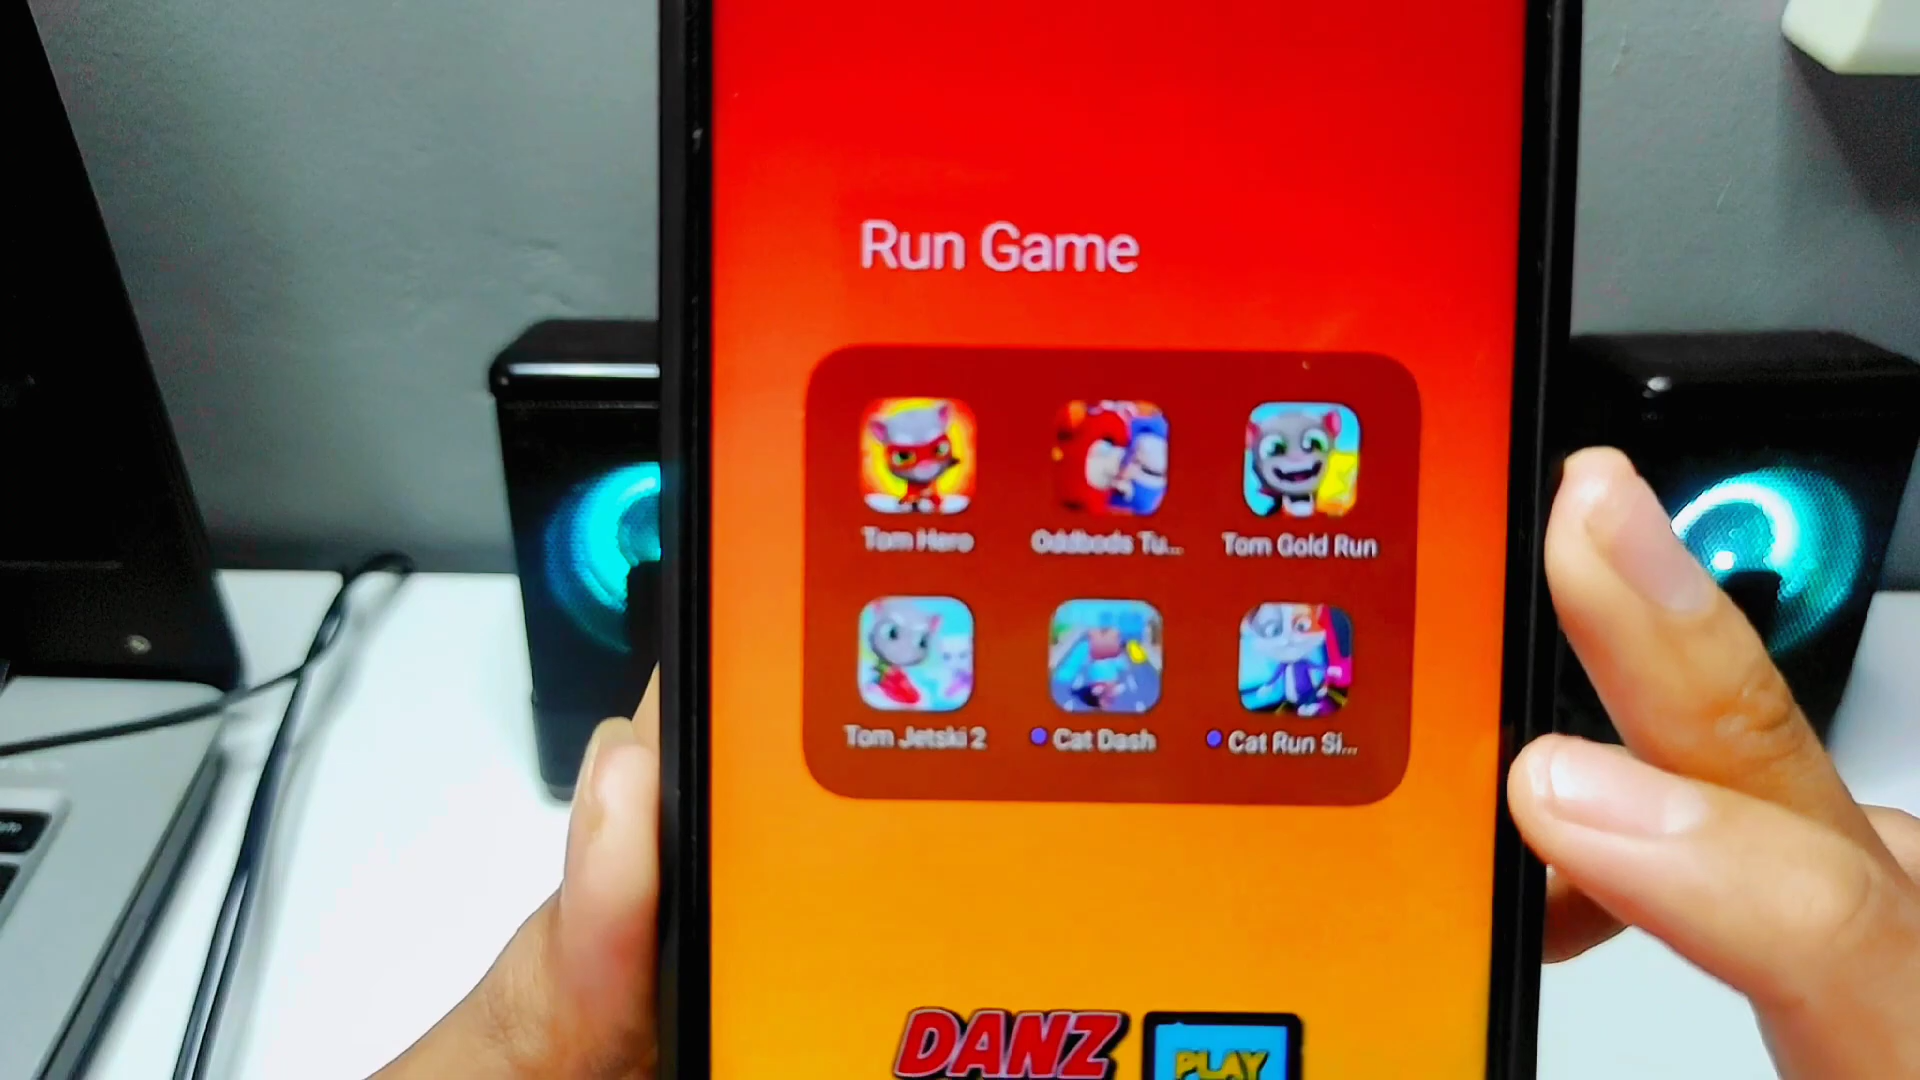 Run Game
Tom Hero
Oddbods Tu...
Tom Gold Run
Tom Jetski 2
Cat Dash
Cat Run Si...
DANZ
PLAY